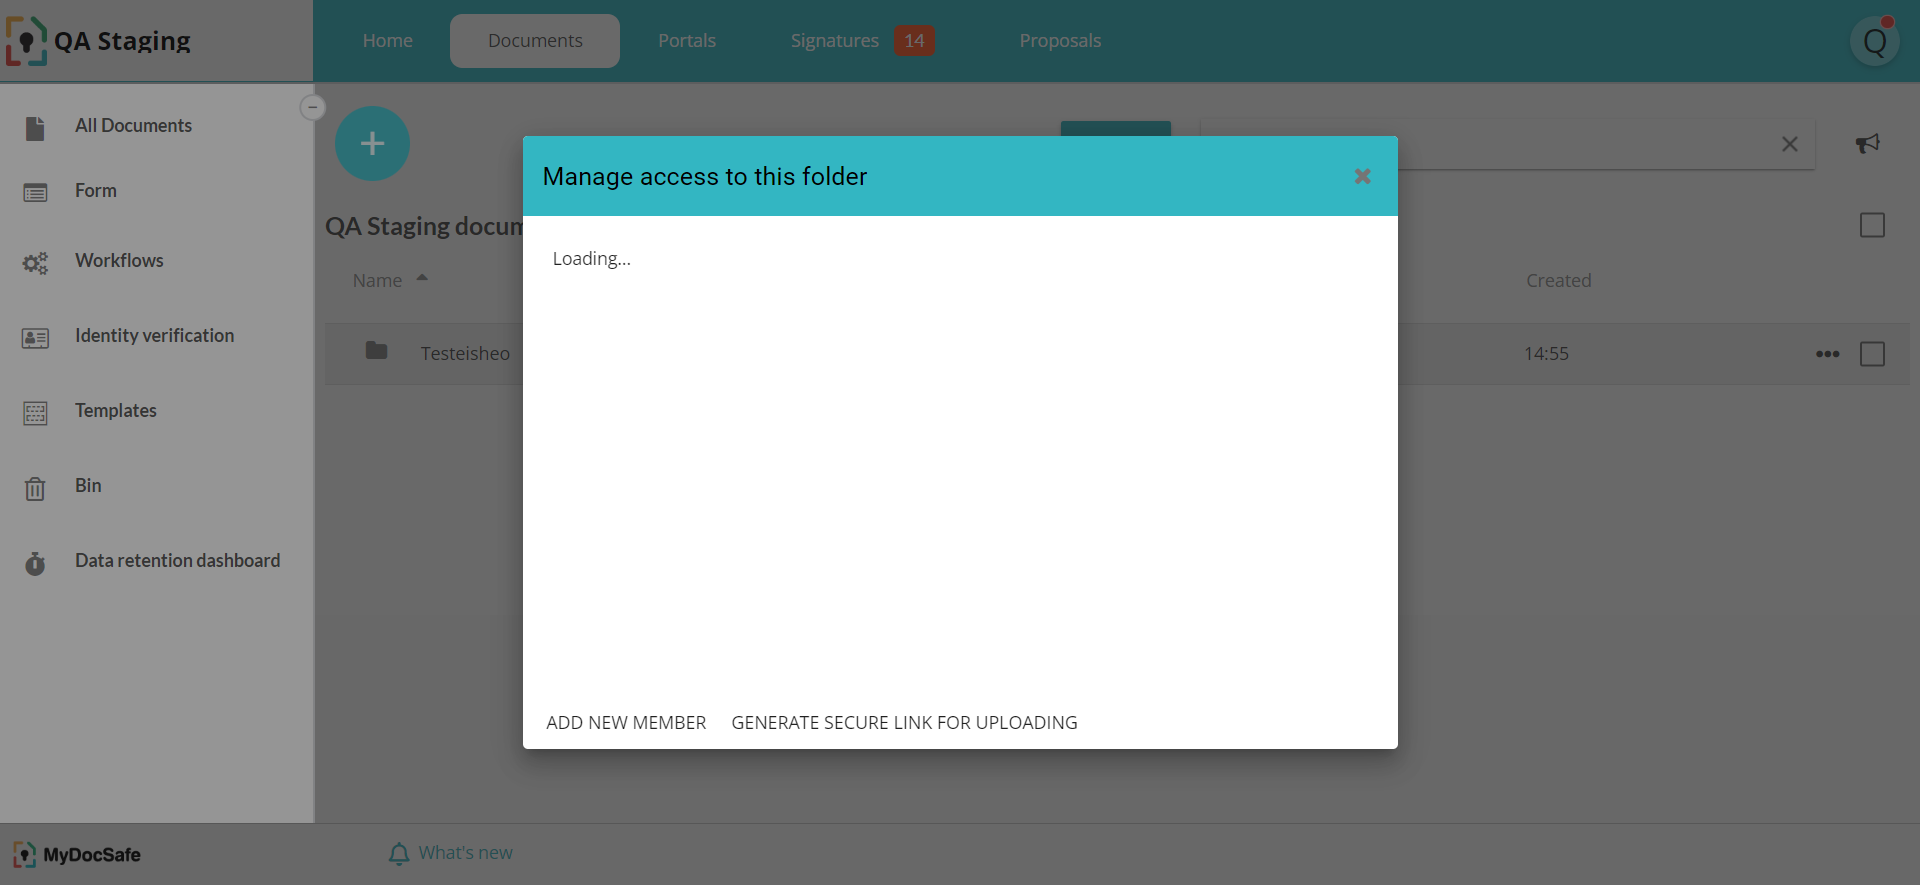 QA Staging
Home
Documents
Portals
Signatures 14
Proposals
Q
All Documents
Form
Workflows
Identity verification
Templates
Bin
Data retention dashboard
Manage access to this folder
Loading...
ADD NEW MEMBER GENERATE SECURE LINK FOR UPLOADING
QA Staging docum
Name
Created
Testeisheo
14:55
MyDocSafe
What's new